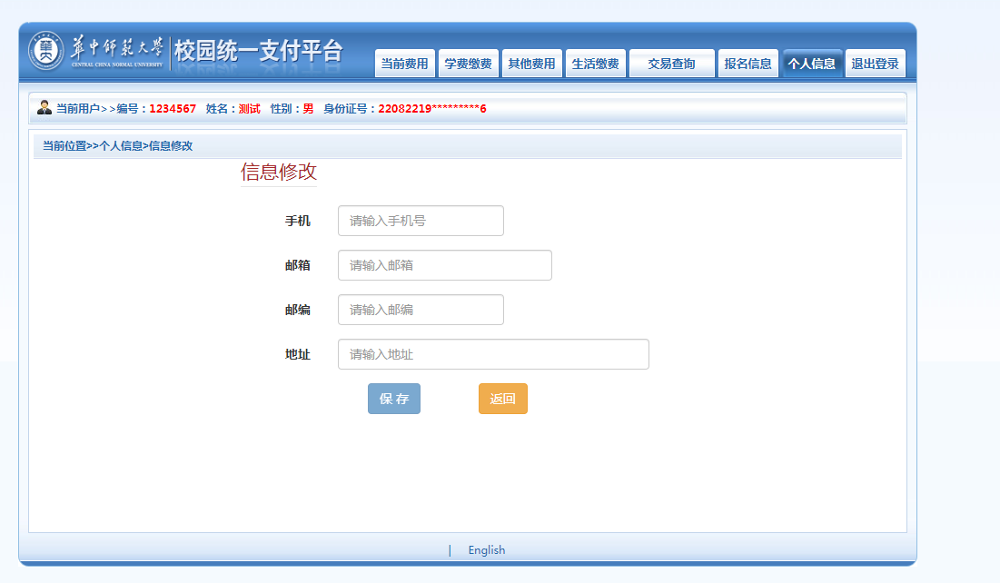 華中師範大學 校园统一支付平台
CENTRAL CHINA NORMAL UNIVERSITY
当前费用 学费缴费 其他费用 生活缴费 交易查询 报名信息 个人信息 退出登录
当前用户>>编号：1234567 姓名：测试 性别：男 身份证号：22082219*********6
当前位置>>个人信息>信息修改
信息修改
手机 请输入手机号
邮箱 请输入邮箱
邮编 请输入邮编
地址 请输入地址
保 存 返回
| English